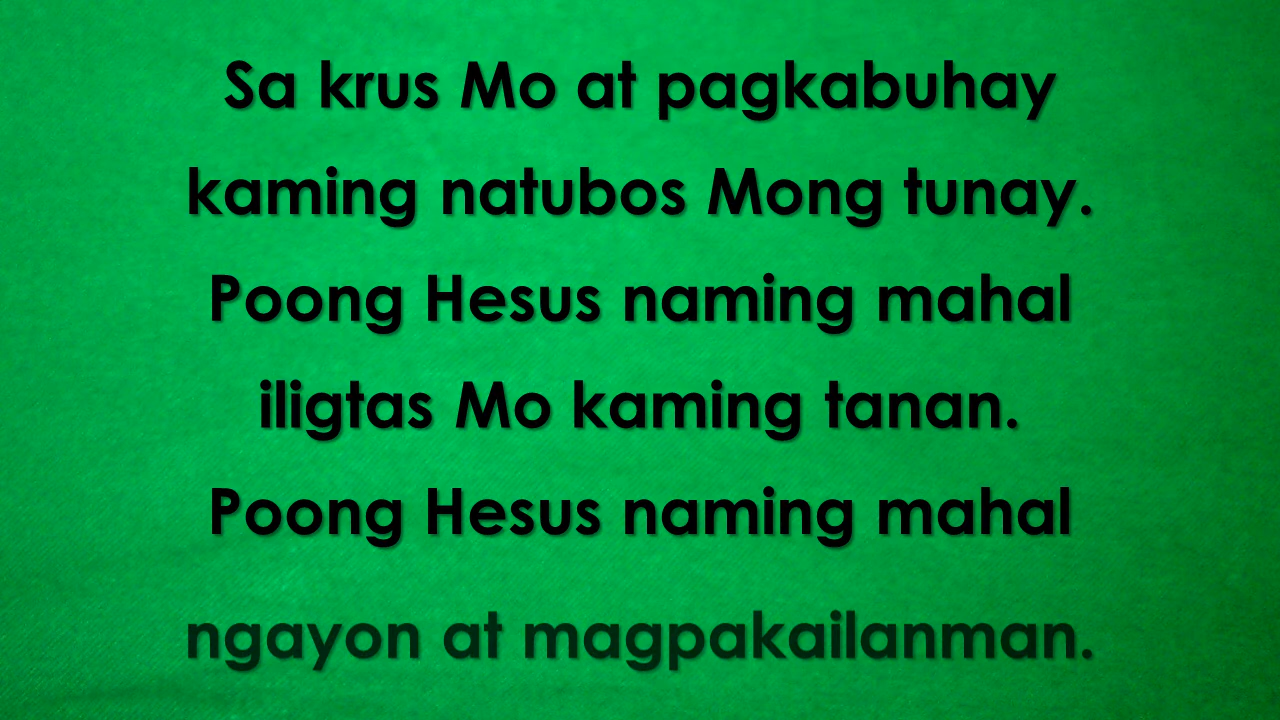 Sa krus Mo at pagkabuhay
kaming natubos Mong tunay.
Poong Hesus naming mahal
iligtas Mo kaming tanan.
Poong Hesus naming mahal
ngayon at magpakailanman.